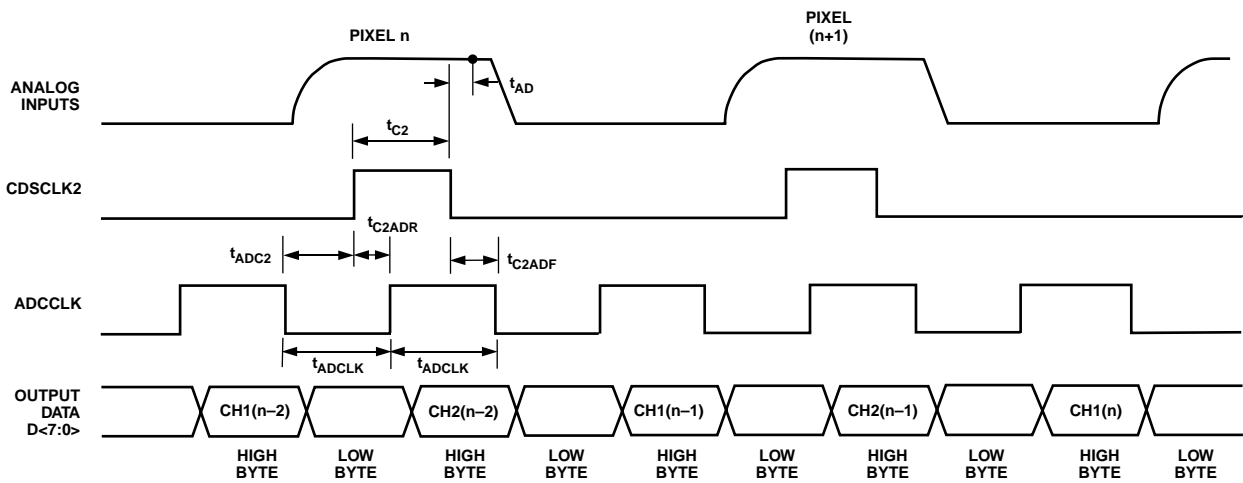 PIXEL n
PIXEL
(n+1)
ANALOG
INPUTS
tAD
tC2
CDSCLK2
tC2ADR
tADC2
tC2ADF
ADCCLK
tADCLK
tADCLK
OUTPUT
DATA
D<7:0>
CH1(n–2)
CH2(n–2)
CH1(n–1)
CH2(n–1)
CH1(n)
HIGH
BYTE
LOW
BYTE
HIGH
BYTE
LOW
BYTE
HIGH
BYTE
LOW
BYTE
HIGH
BYTE
LOW
BYTE
HIGH
BYTE
LOW
BYTE